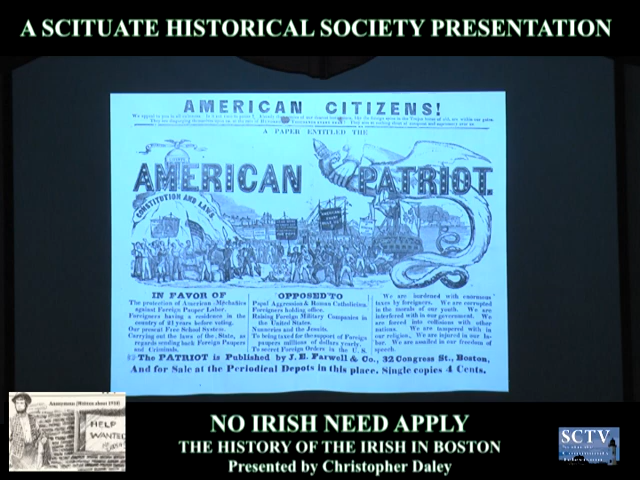 A SCITUATE HISTORICAL SOCIETY PRESENTATION
AMERICAN CITIZENS!
A PAPER ENTITLED THE
AMERICAN PATRIOT.
CONSTITUTION AND LAWS
IN FAVOR OF
The protection of American Mechanics
against Foreign Pauper Labor.
Foreigners having a residence in the
country of 21 years before voting.
Our present Free School System.
Carrying out the laws of the State, as
regards sending back Foreign Paupers
and Criminals.
OPPOSED TO
Papal Aggression & Roman Catholicism.
Foreigners holding office.
Raising Foreign Military Companies in
the United States.
Nunneries and the Jesuits.
To being taxed for the support of Foreign
paupers millions of dollars yearly.
To secret Foreign Orders in the U. S.
We are burdened with enormous
taxes by foreigners. We are corrupted
in the morals of our youth. We are
interfered with in our government. We
are forced into collisions with other
nations. We are tampered with in
our religion. We are injured in our la-
bor. We are assailed in our freedom of
speech.
The PATRIOT is Published by J. E. Farwell & Co., 32 Congress St., Boston,
And for Sale at the Periodical Depots in this place. Single copies 4 Cents.
Anonymous (Written about 1910)
HELP
WANTED
NO IRISH NEED APPLY
THE HISTORY OF THE IRISH IN BOSTON
Presented by Christopher Daley
SCTV
Scituate
Community
Television